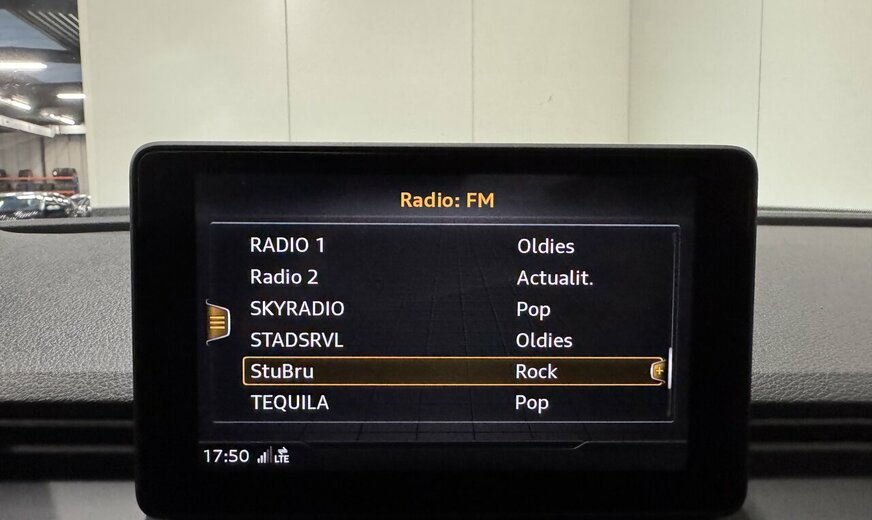 Radio: FM
RADIO 1 Oldies
Radio 2 Actualit.
SKYRADIO Pop
STADSRVL Oldies
StuBru Rock
TEQUILA Pop
17:50 LTE